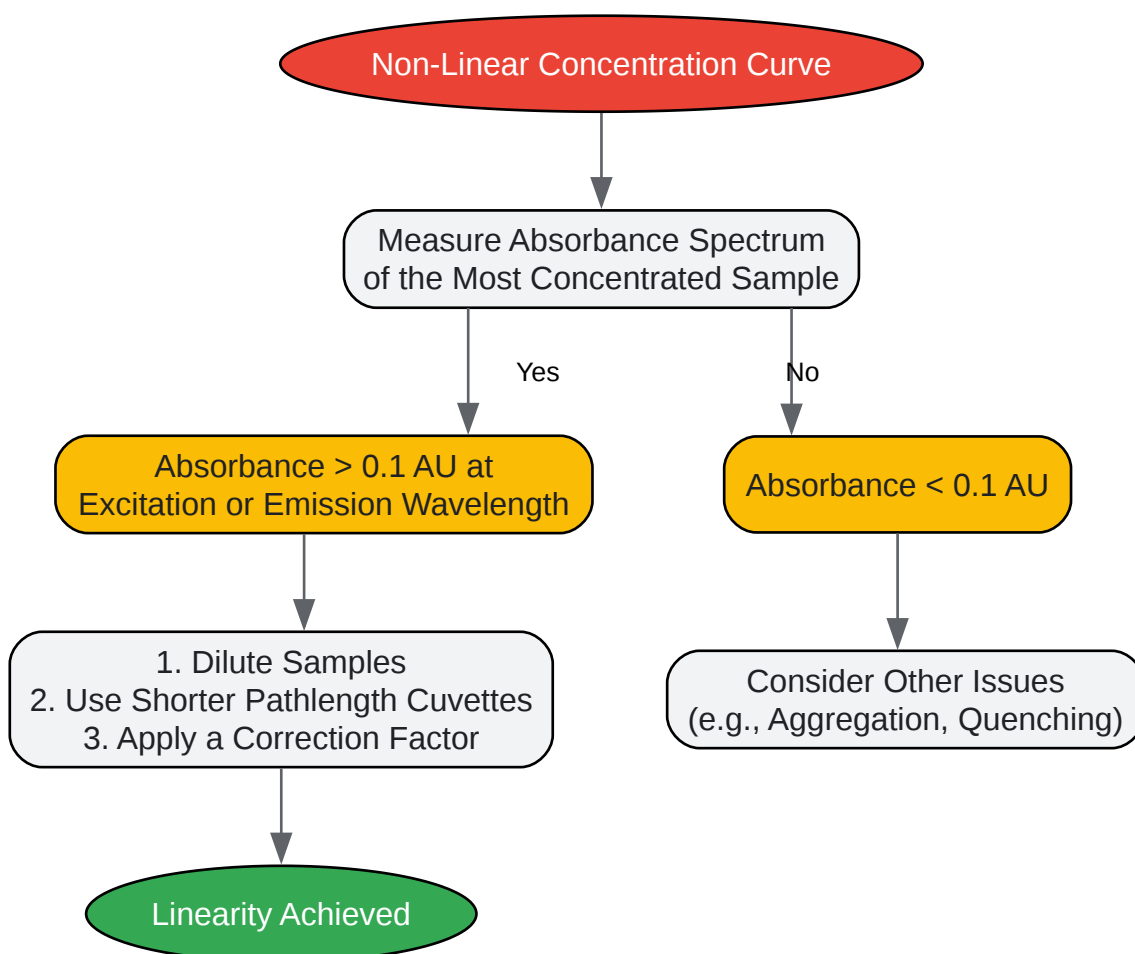 Non-Linear Concentration Curve
Measure Absorbance Spectrum
of the Most Concentrated Sample
Yes
No
Absorbance > 0.1 AU at
Excitation or Emission Wavelength
Absorbance < 0.1 AU
1. Dilute Samples
2. Use Shorter Pathlength Cuvettes
3. Apply a Correction Factor
Consider Other Issues
(e.g., Aggregation, Quenching)
Linearity Achieved